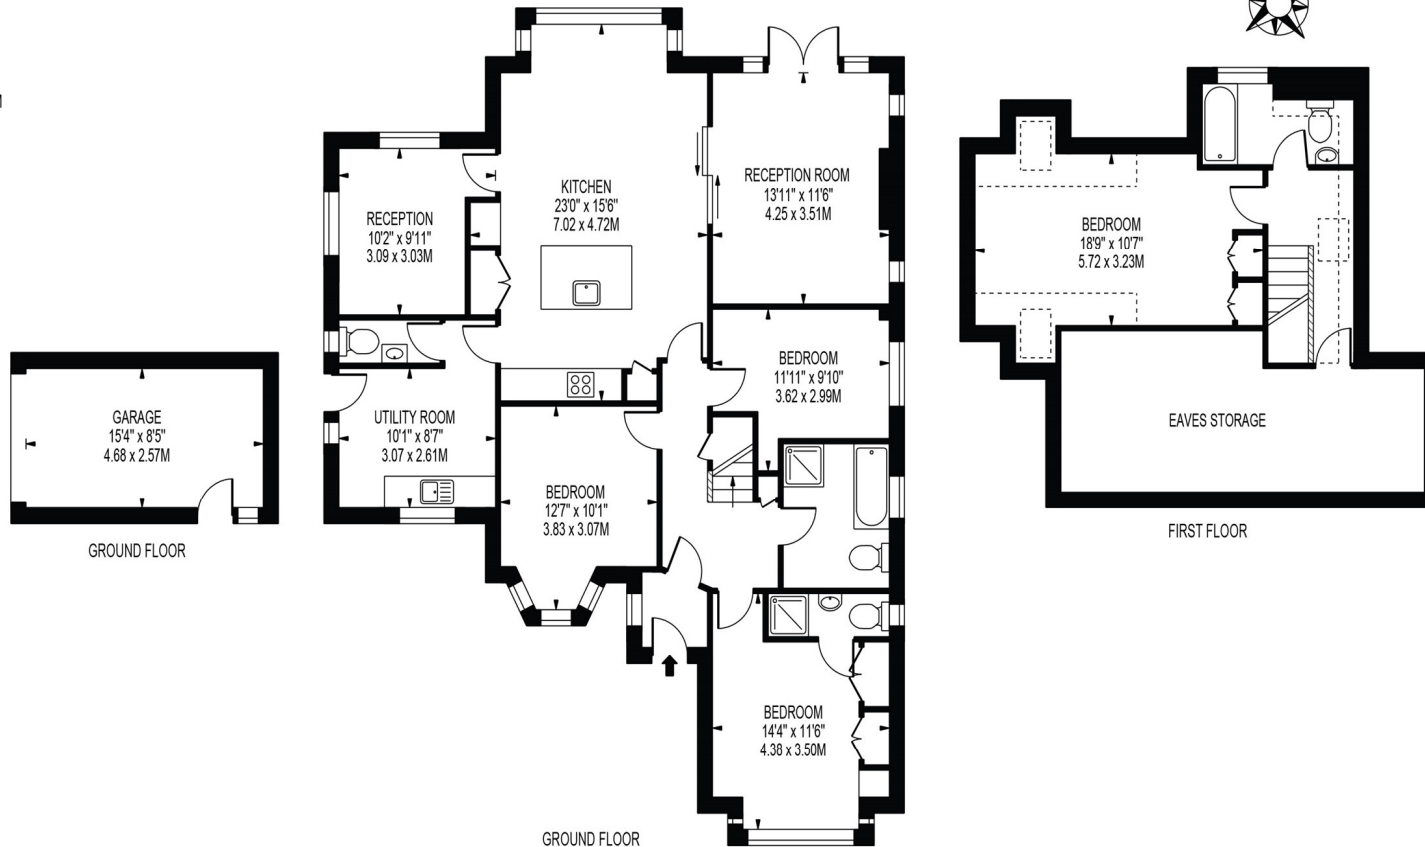 KITCHEN
23'0" x 15'6"
7.02 x 4.72M
RECEPTION ROOM
13'11" x 11'6"
4.25 x 3.51M
RECEPTION
10'2" x 9'11"
3.09 x 3.03M
BEDROOM
18'9" x 10'7"
5.72 x 3.23M
BEDROOM
11'11" x 9'10"
3.62 x 2.99M
GARAGE
15'4" x 8'5"
4.68 x 2.57M
UTILITY ROOM
10'1" x 8'7"
3.07 x 2.61M
EAVES STORAGE
BEDROOM
12'7" x 10'1"
3.83 x 3.07M
FIRST FLOOR
GROUND FLOOR
BEDROOM
14'4" x 11'6"
4.38 x 3.50M
GROUND FLOOR